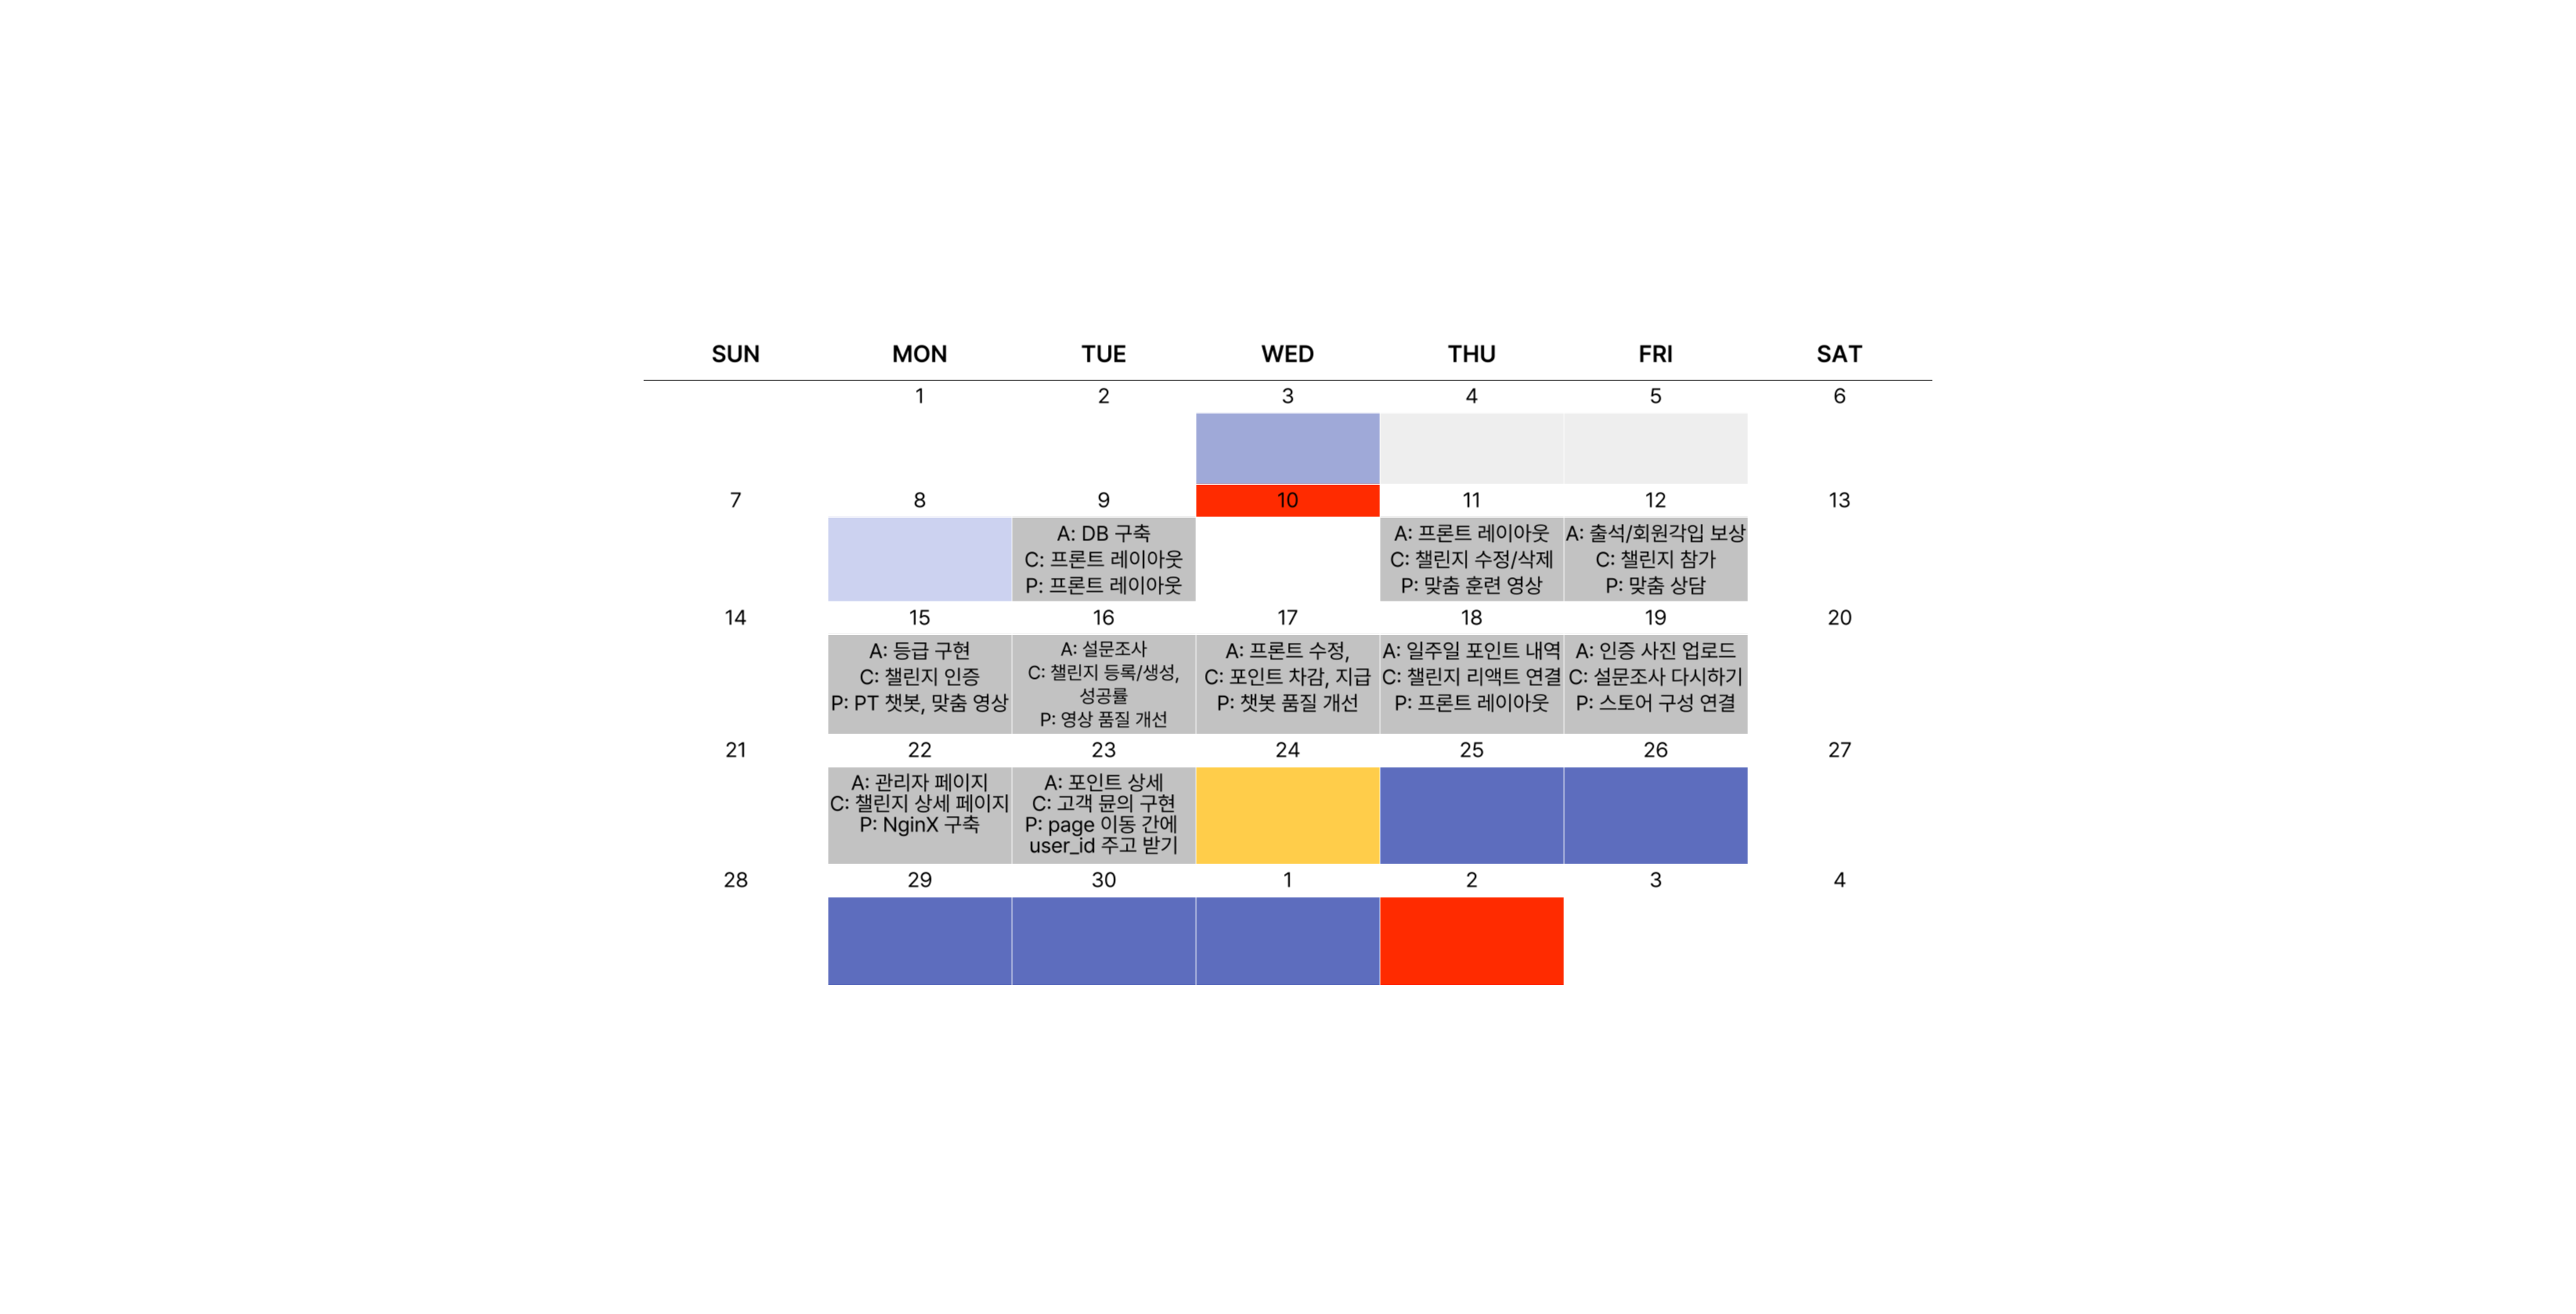 SUN MON TUE WED THU FRI SAT
1 2 3 4 5 6
7 8 9 10 11 12 13
A: DB 구축
C: 프론트 레이아웃
P: 프론트 레이아웃
A: 프론트 레이아웃
C: 챌린지 수정/삭제
P: 맞춤 훈련 영상
A: 출석/회원각입 보상
C: 챌린지 참가
P: 맞춤 상담
14 15 16 17 18 19 20
A: 등급 구현
C: 챌린지 인증
P: PT 챗봇, 맞춤 영상
A: 설문조사
C: 챌린지 등록/생성,
성공률
P: 영상 품질 개선
A: 프론트 수정,
C: 포인트 차감, 지급
P: 챗봇 품질 개선
A: 일주일 포인트 내역
C: 챌린지 리액트 연결
P: 프론트 레이아웃
A: 인증 사진 업로드
C: 설문조사 다시하기
P: 스토어 구성 연결
21 22 23 24 25 26 27
A: 관리자 페이지
C: 챌린지 상세 페이지
P: NginX 구축
A: 포인트 상세
C: 고객 묜의 구현
P: page 이동 간에
user_id 주고 받기
28 29 30 1 2 3 4